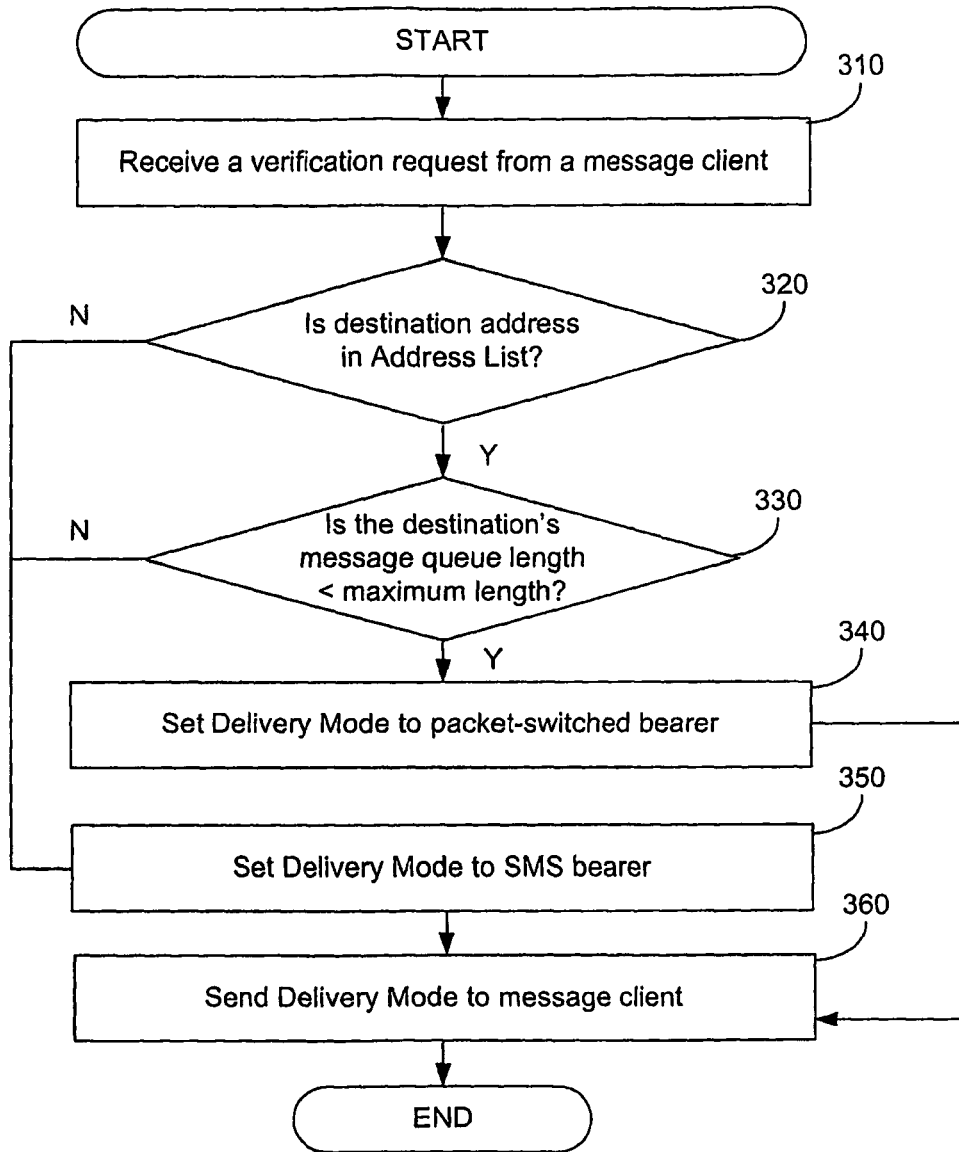 START
310
Receive a verification request from a message client
320
N
Is destination address
in Address List?
Y
330
N
Is the destination's
message queue length
< maximum length?
Y
340
Set Delivery Mode to packet-switched bearer
350
Set Delivery Mode to SMS bearer
360
Send Delivery Mode to message client
END